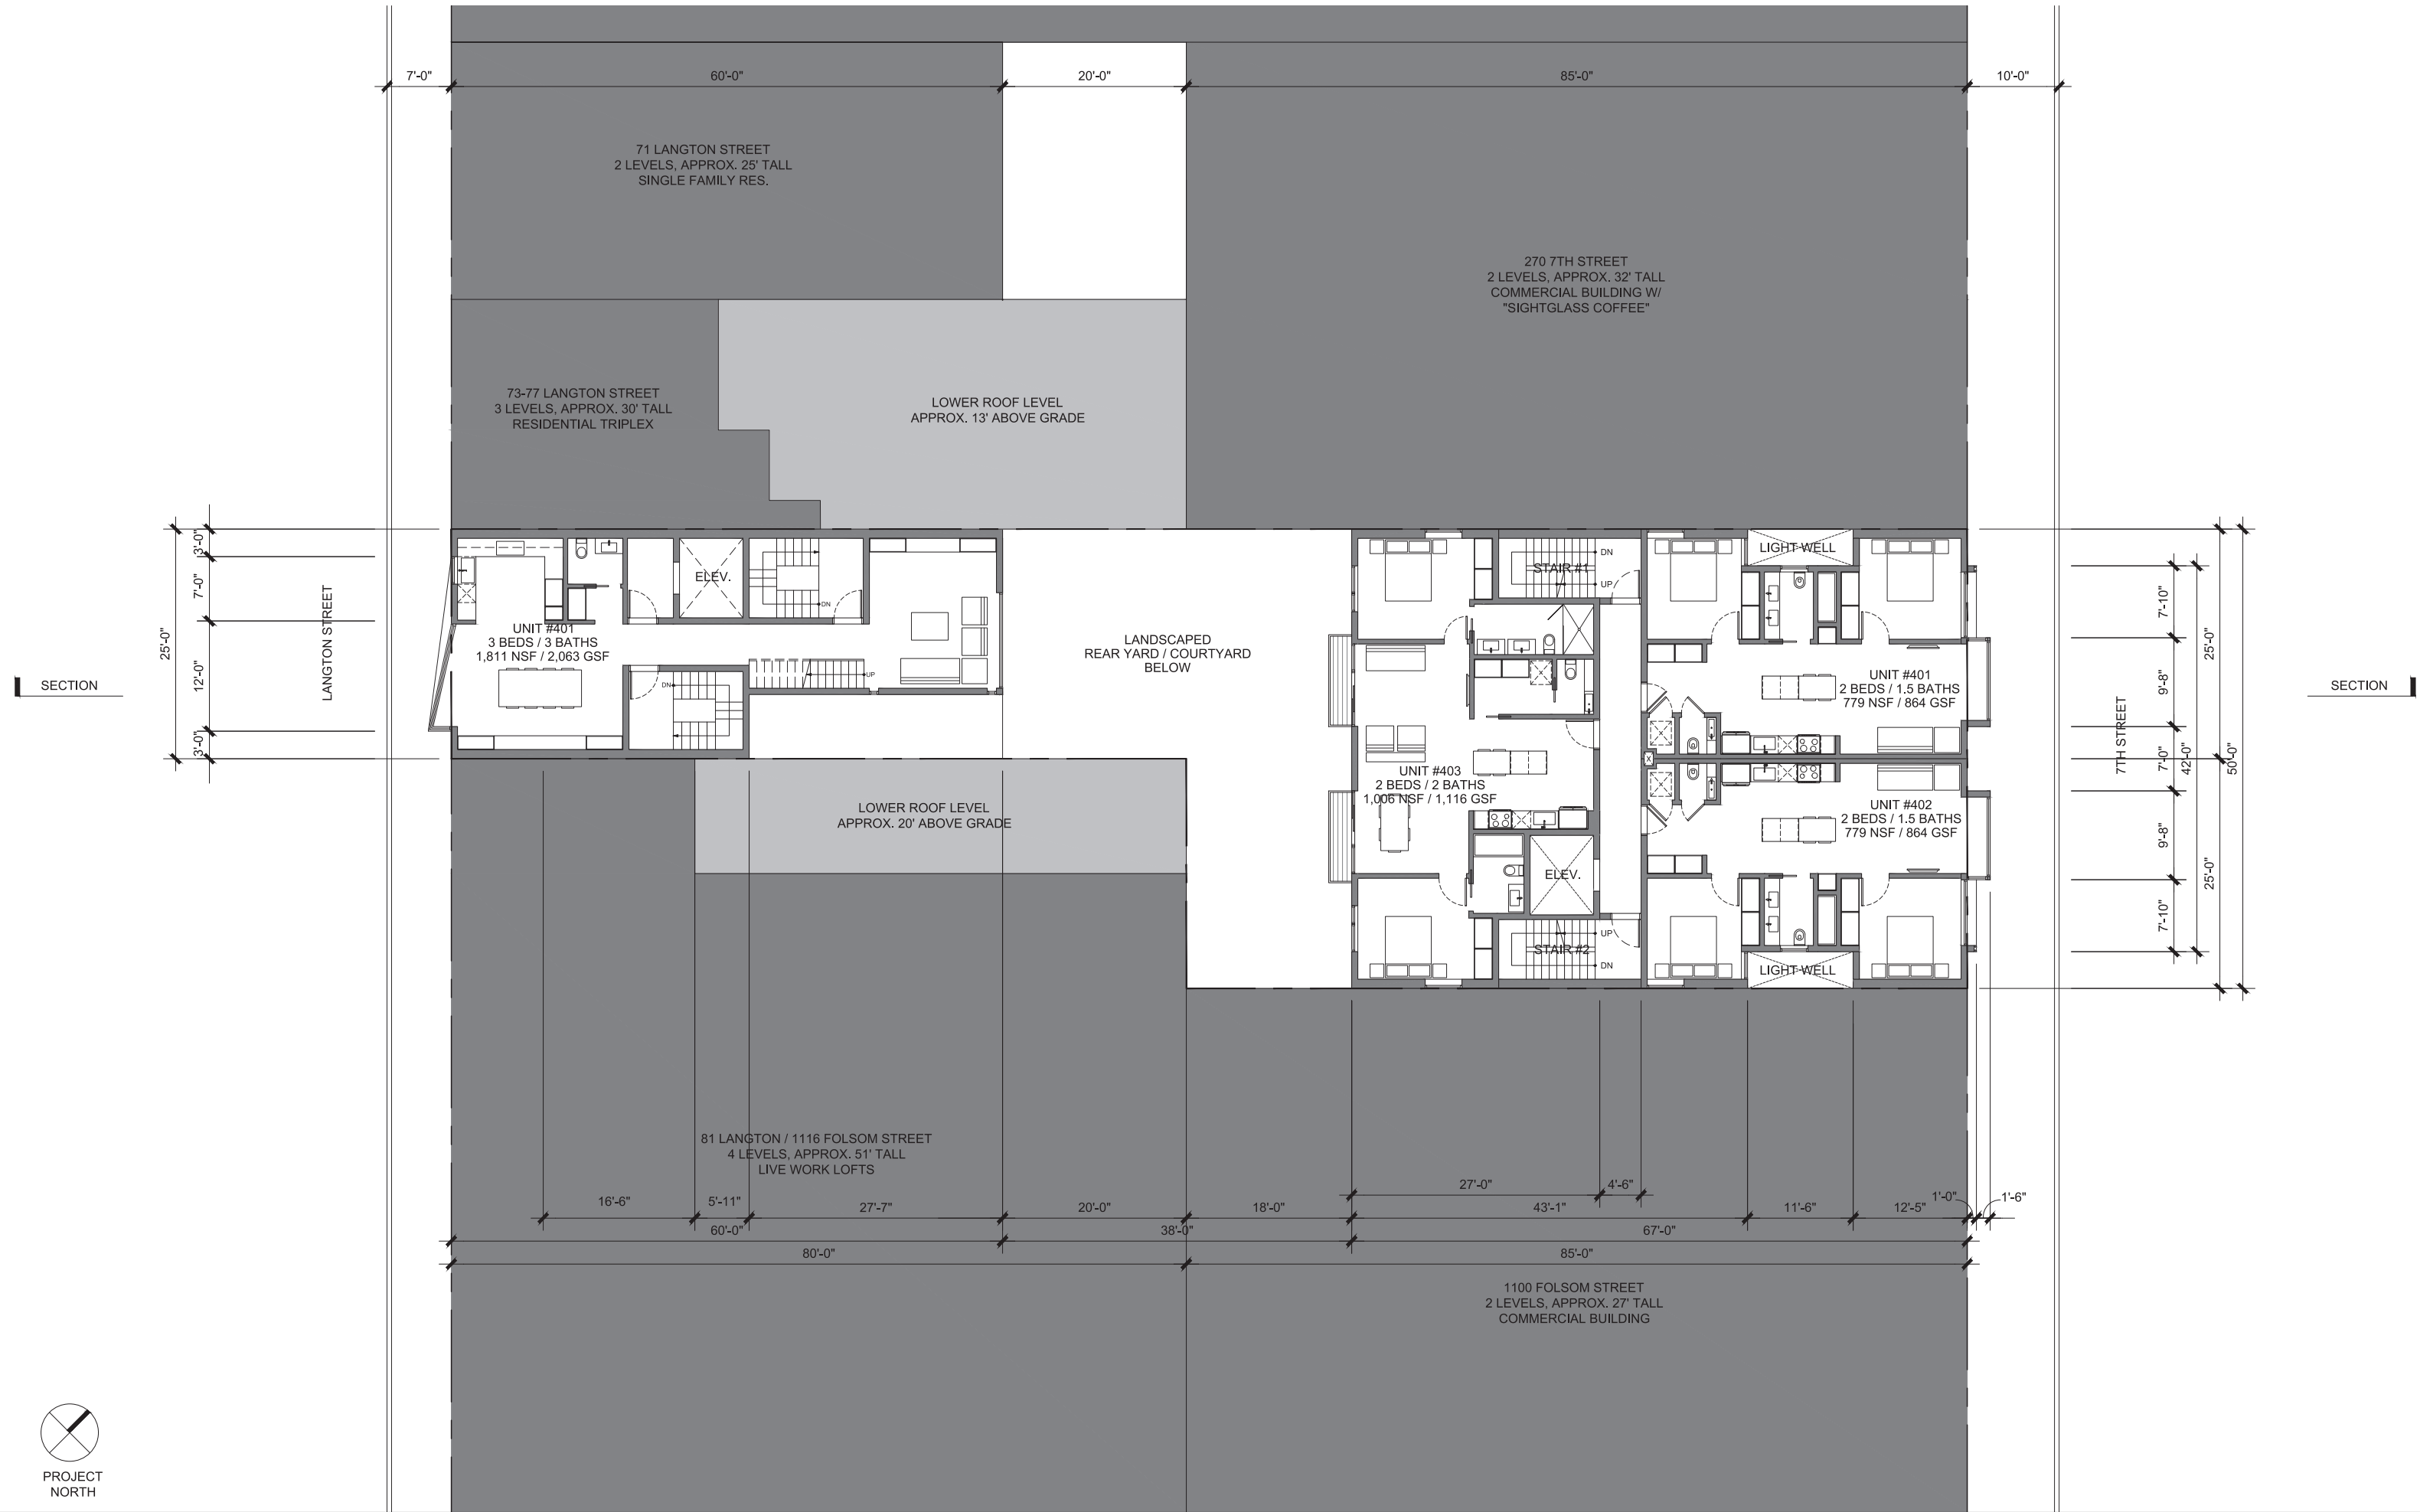 7'-0"
60'-0"
20'-0"
85'-0"
10'-0"
71 LANGTON STREET
2 LEVELS, APPROX. 25' TALL
SINGLE FAMILY RES.
270 7TH STREET
2 LEVELS, APPROX. 32' TALL
COMMERCIAL BUILDING W/
"SIGHTGLASS COFFEE"
73-77 LANGTON STREET
3 LEVELS, APPROX. 30' TALL
RESIDENTIAL TRIPLEX
LOWER ROOF LEVEL
APPROX. 13' ABOVE GRADE
25'-0"
3'-0"
7'-0"
12'-0"
3'-0"
LANGTON STREET
SECTION
ELEV.
DN
UNIT #401
3 BEDS / 3 BATHS
1,811 NSF / 2,063 GSF
DN
UP
LANDSCAPED
REAR YARD / COURTYARD
BELOW
STAIR #1
DN
UP
LIGHT WELL
UNIT #401
2 BEDS / 1.5 BATHS
779 NSF / 864 GSF
X
UNIT #403
2 BEDS / 2 BATHS
1,006 NSF / 1,116 GSF
UNIT #402
2 BEDS / 1.5 BATHS
779 NSF / 864 GSF
ELEV.
STAIR #2
UP
DN
LIGHT WELL
7TH STREET
7'-10"
9'-8"
7'-0"
9'-8"
7'-10"
42'-0"
25'-0"
25'-0"
50'-0"
SECTION
LOWER ROOF LEVEL
APPROX. 20' ABOVE GRADE
81 LANGTON / 1116 FOLSOM STREET
4 LEVELS, APPROX. 51' TALL
LIVE WORK LOFTS
27'-0"
4'-6"
16'-6"
5'-11"
27'-7"
20'-0"
18'-0"
43'-1"
11'-6"
12'-5"
1'-0"
1'-6"
60'-0"
38'-0"
67'-0"
80'-0"
85'-0"
1100 FOLSOM STREET
2 LEVELS, APPROX. 27' TALL
COMMERCIAL BUILDING
PROJECT
NORTH